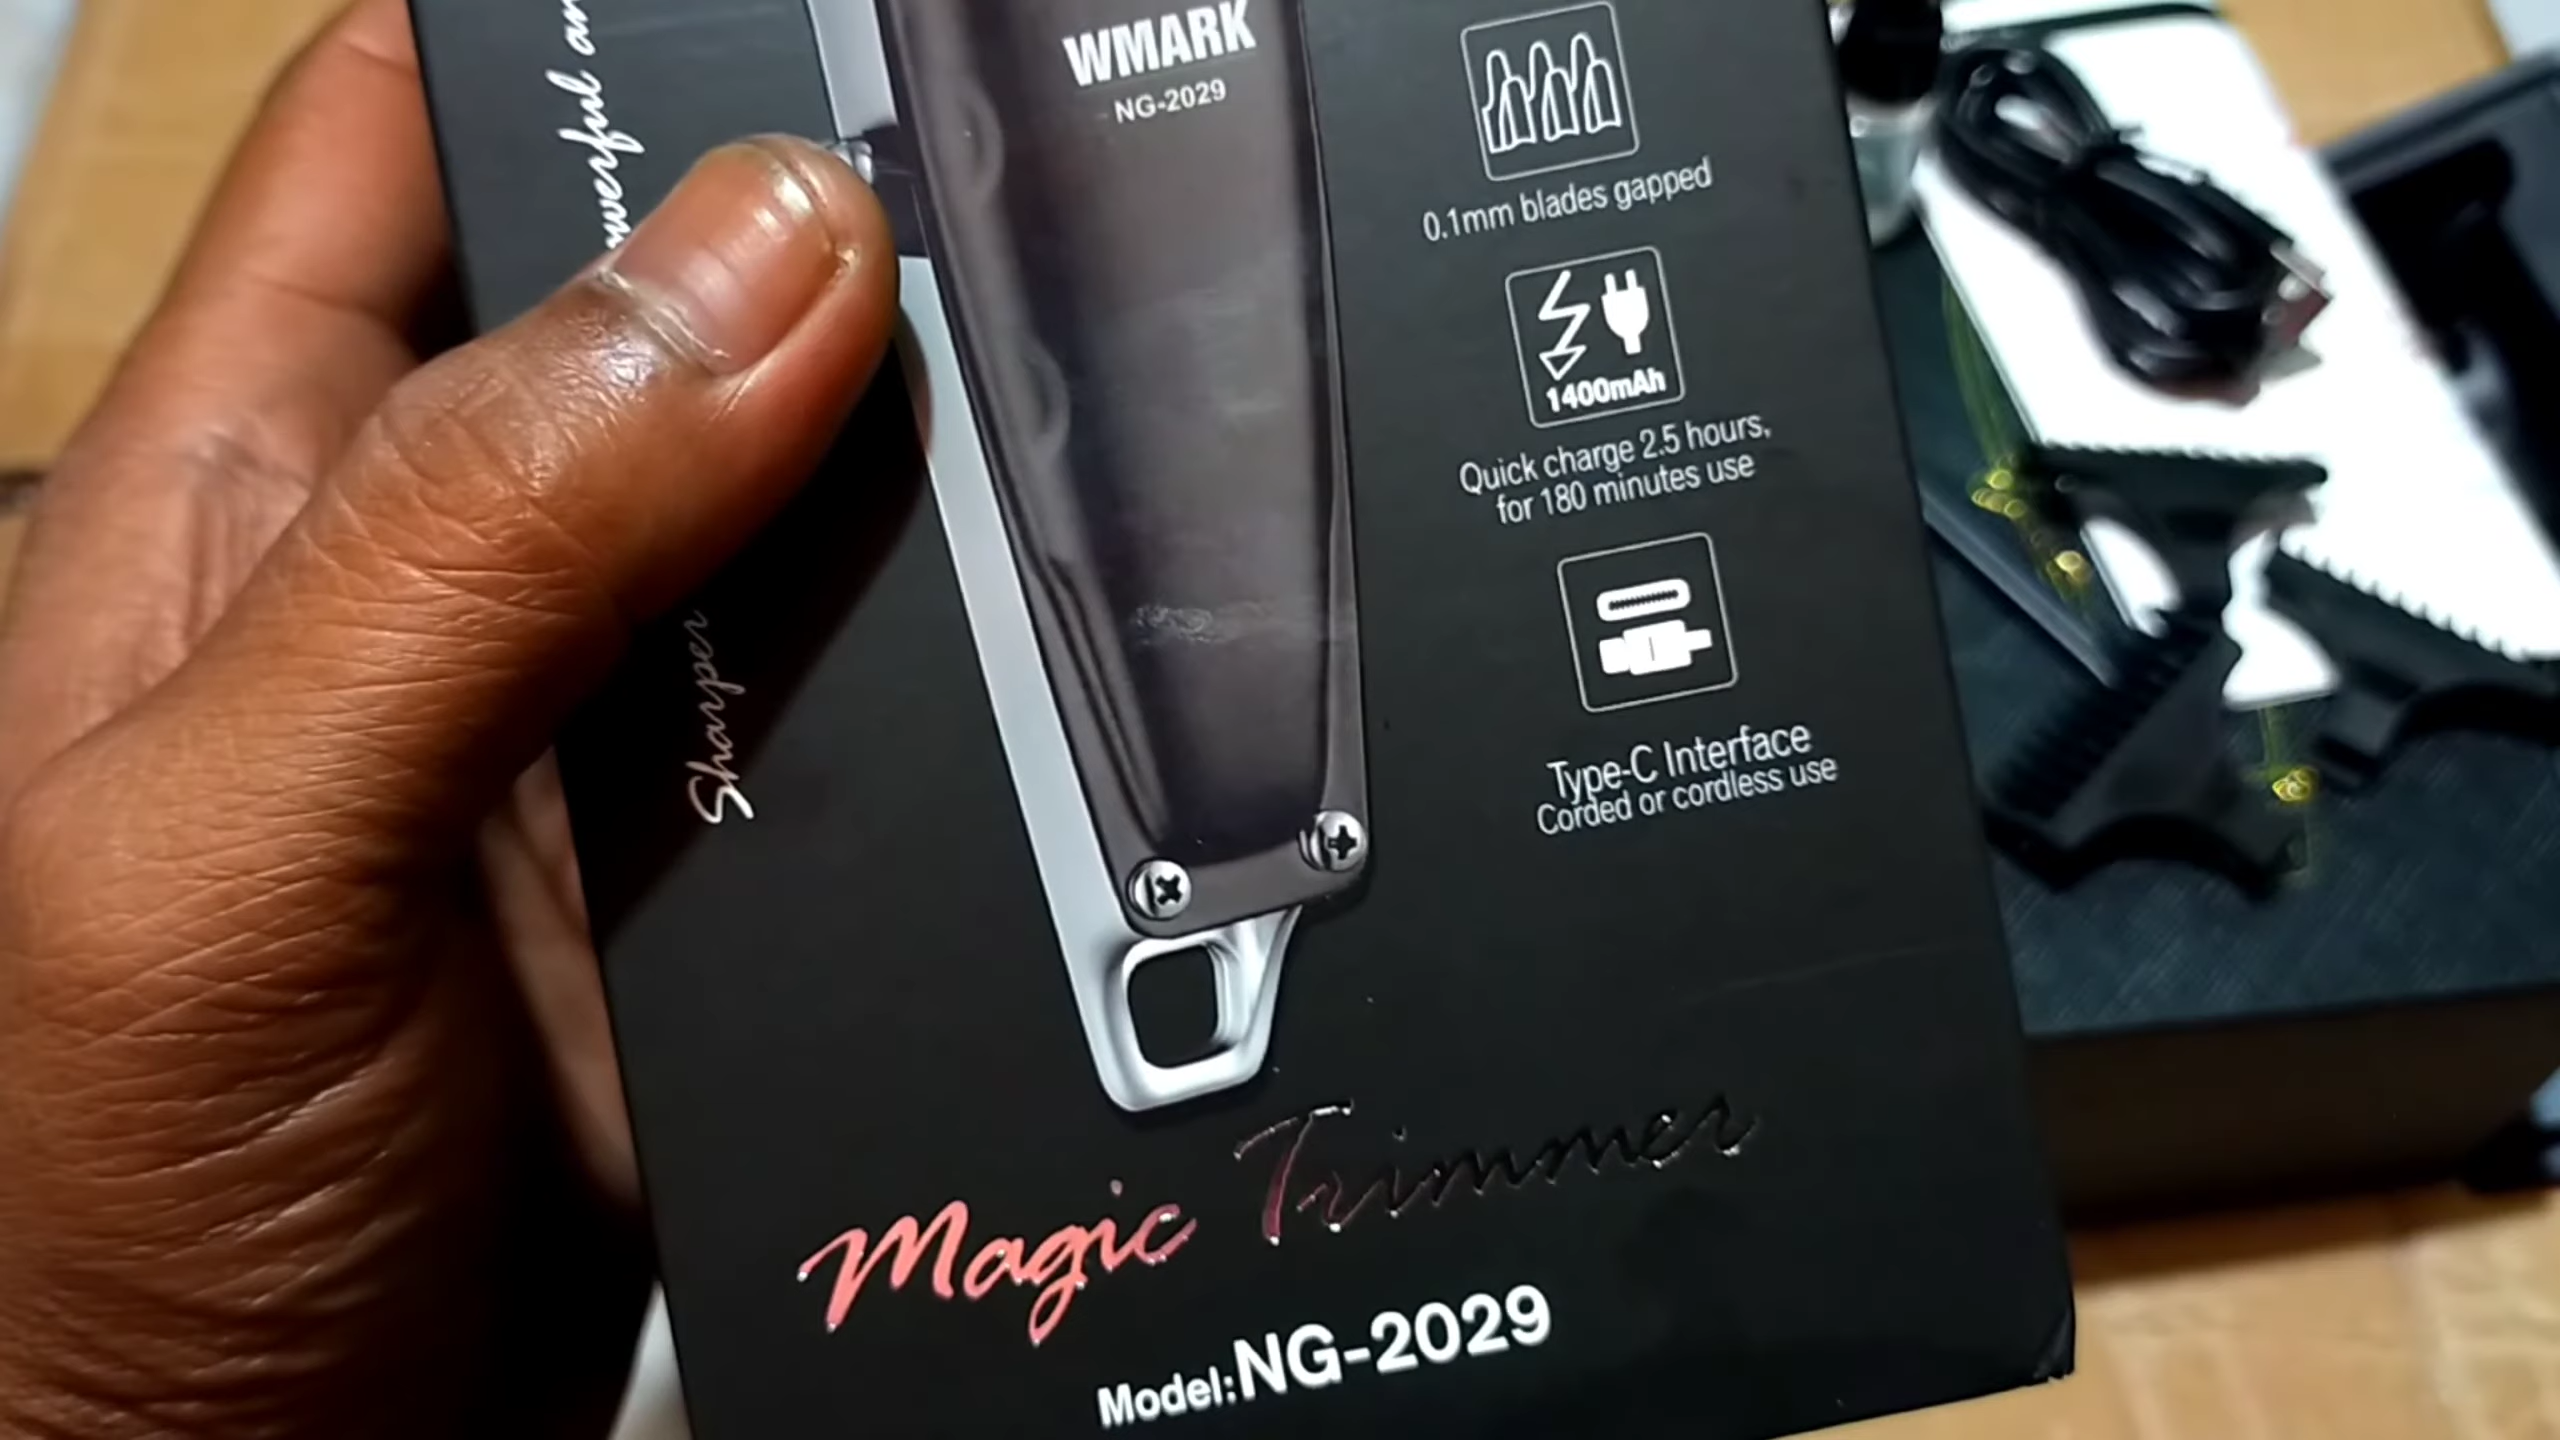 WMARK
NG-2029
0.1mm blades gapped
1400mAh
Quick charge 2.5 hours,
for 180 minutes use
Type-C Interface
Corded or cordless use
Sharper
Magic Trimmer
Model:NG-2029